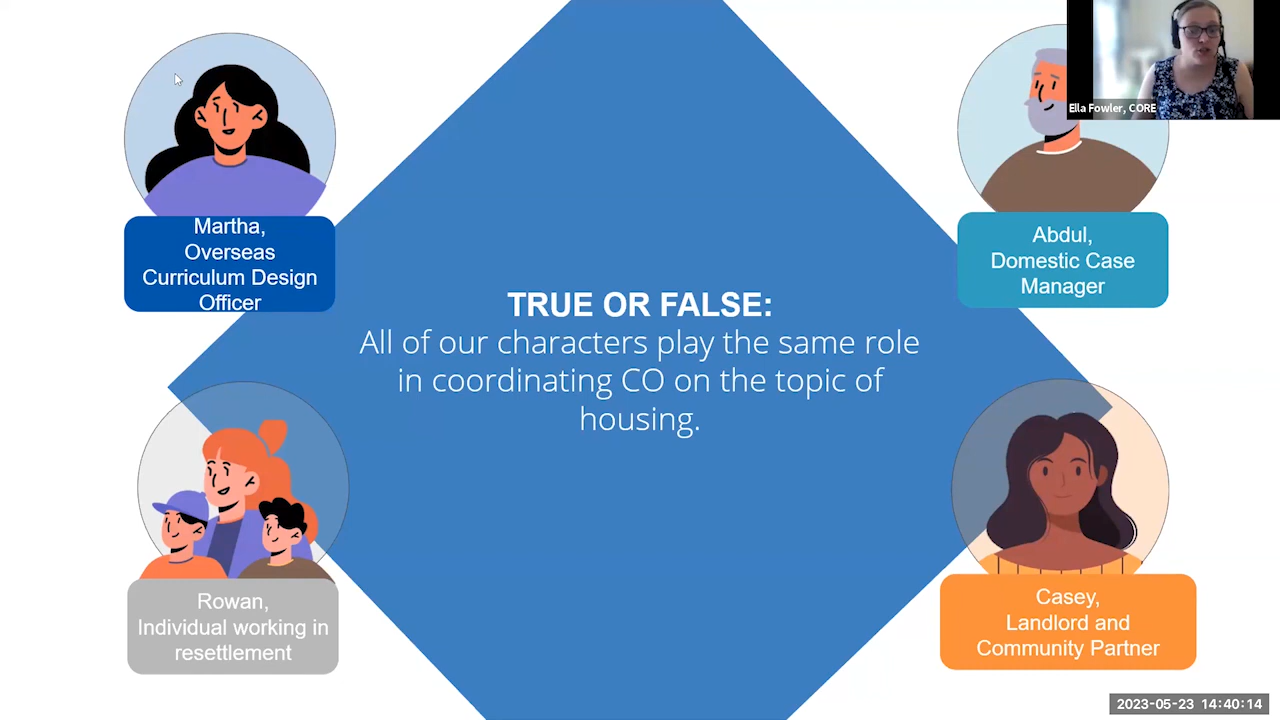 Ella Fowler, CORE
Martha,
Overseas
Curriculum Design
Officer
Abdul,
Domestic Case
Manager
TRUE OR FALSE:
All of our characters play the same role
in coordinating CO on the topic of
housing.
Rowan,
Individual working in
resettlement
Casey,
Landlord and
Community Partner
2023-05-23 14:40:14